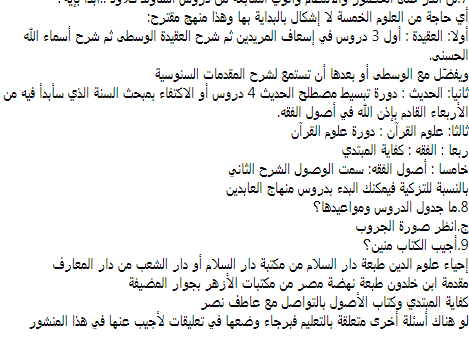 أي حاجة من العلوم الخمسة لا إشكال بالبداية بها وهذا منهج مقترح:
أولا: العقيدة : أول 3 دروس في إسعاف المريدين ثم شرح العقيدة الوسطى ثم شرح أسماء الله
الحسنى.
ويفضّل مع الوسطى أو بعدها أن تستمع لشرح المقدمات السنوسية
ثانيا: الحديث : دورة تبسيط مصطلح الحديث 4 دروس أو الاكتفاء بمبحث السنة الذي سأبدأ فيه من
الأربعاء القادم بإذن الله في أصول الفقه.
ثالثا: علوم القرآن : دورة علوم القرآن
ربعا : الفقه : كفاية المبتدي
خامسا : أصول الفقه: سمت الوصول الشرح الثاني
بالنسبة للتزكية فيمكنك البدء بدروس منهاج العابدين
8.ما جدول الدروس ومواعيدها؟
ج.انظر صورة الجروب
9.أجيب الكتاب منين؟
إحياء علوم الدين طبعة دار السلام من مكتبة دار السلام أو دار الشعب من دار المعارف
مقدمة ابن خلدون طبعة نهضة مصر من مكتبات الأزهر بجوار المضيفة
كفاية المبتدي وكتاب الأصول بالتواصل مع عاطف نصر
لو هناك أسئلة أخرى متعلقة بالتعليم فبرجاء وضعها في تعليقات لأجيب عنها في هذا المنشور